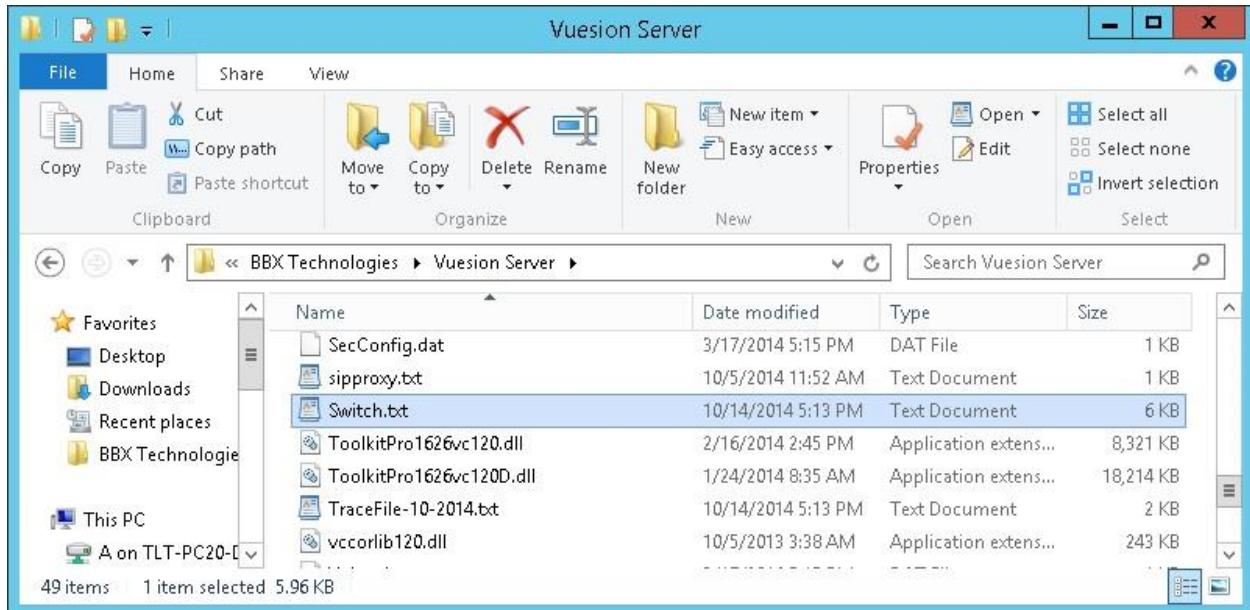 Vuesion Server
File Home Share View
Copy
Paste
Cut
Copy path
Paste shortcut
Clipboard
Move to
Copy to
Delete
Rename
Organize
New folder
New item
Easy access
New
Properties
Open
Edit
Open
Select all
Select none
Invert selection
Select
« BBX Technologies Vuesion Server
Search Vuesion Server
Favorites
Desktop
Downloads
Recent places
BBX Technologie
This PC
A on TLT-PC20-
Name Date modified Type Size
SecConfig.dat 3/17/2014 5:15 PM DAT File 1 KB
sipproxy.txt 10/5/2014 11:52 AM Text Document 1 KB
Switch.txt 10/14/2014 5:13 PM Text Document 6 KB
ToolkitPro1626vc120.dll 2/16/2014 2:45 PM Application extens... 8,321 KB
ToolkitPro1626vc120D.dll 1/24/2014 8:35 AM Application extens... 18,214 KB
TraceFile-10-2014.txt 10/14/2014 5:13 PM Text Document 2 KB
vccorlib120.dll 10/5/2013 3:38 AM Application extens... 243 KB
49 items 1 item selected 5.96 KB